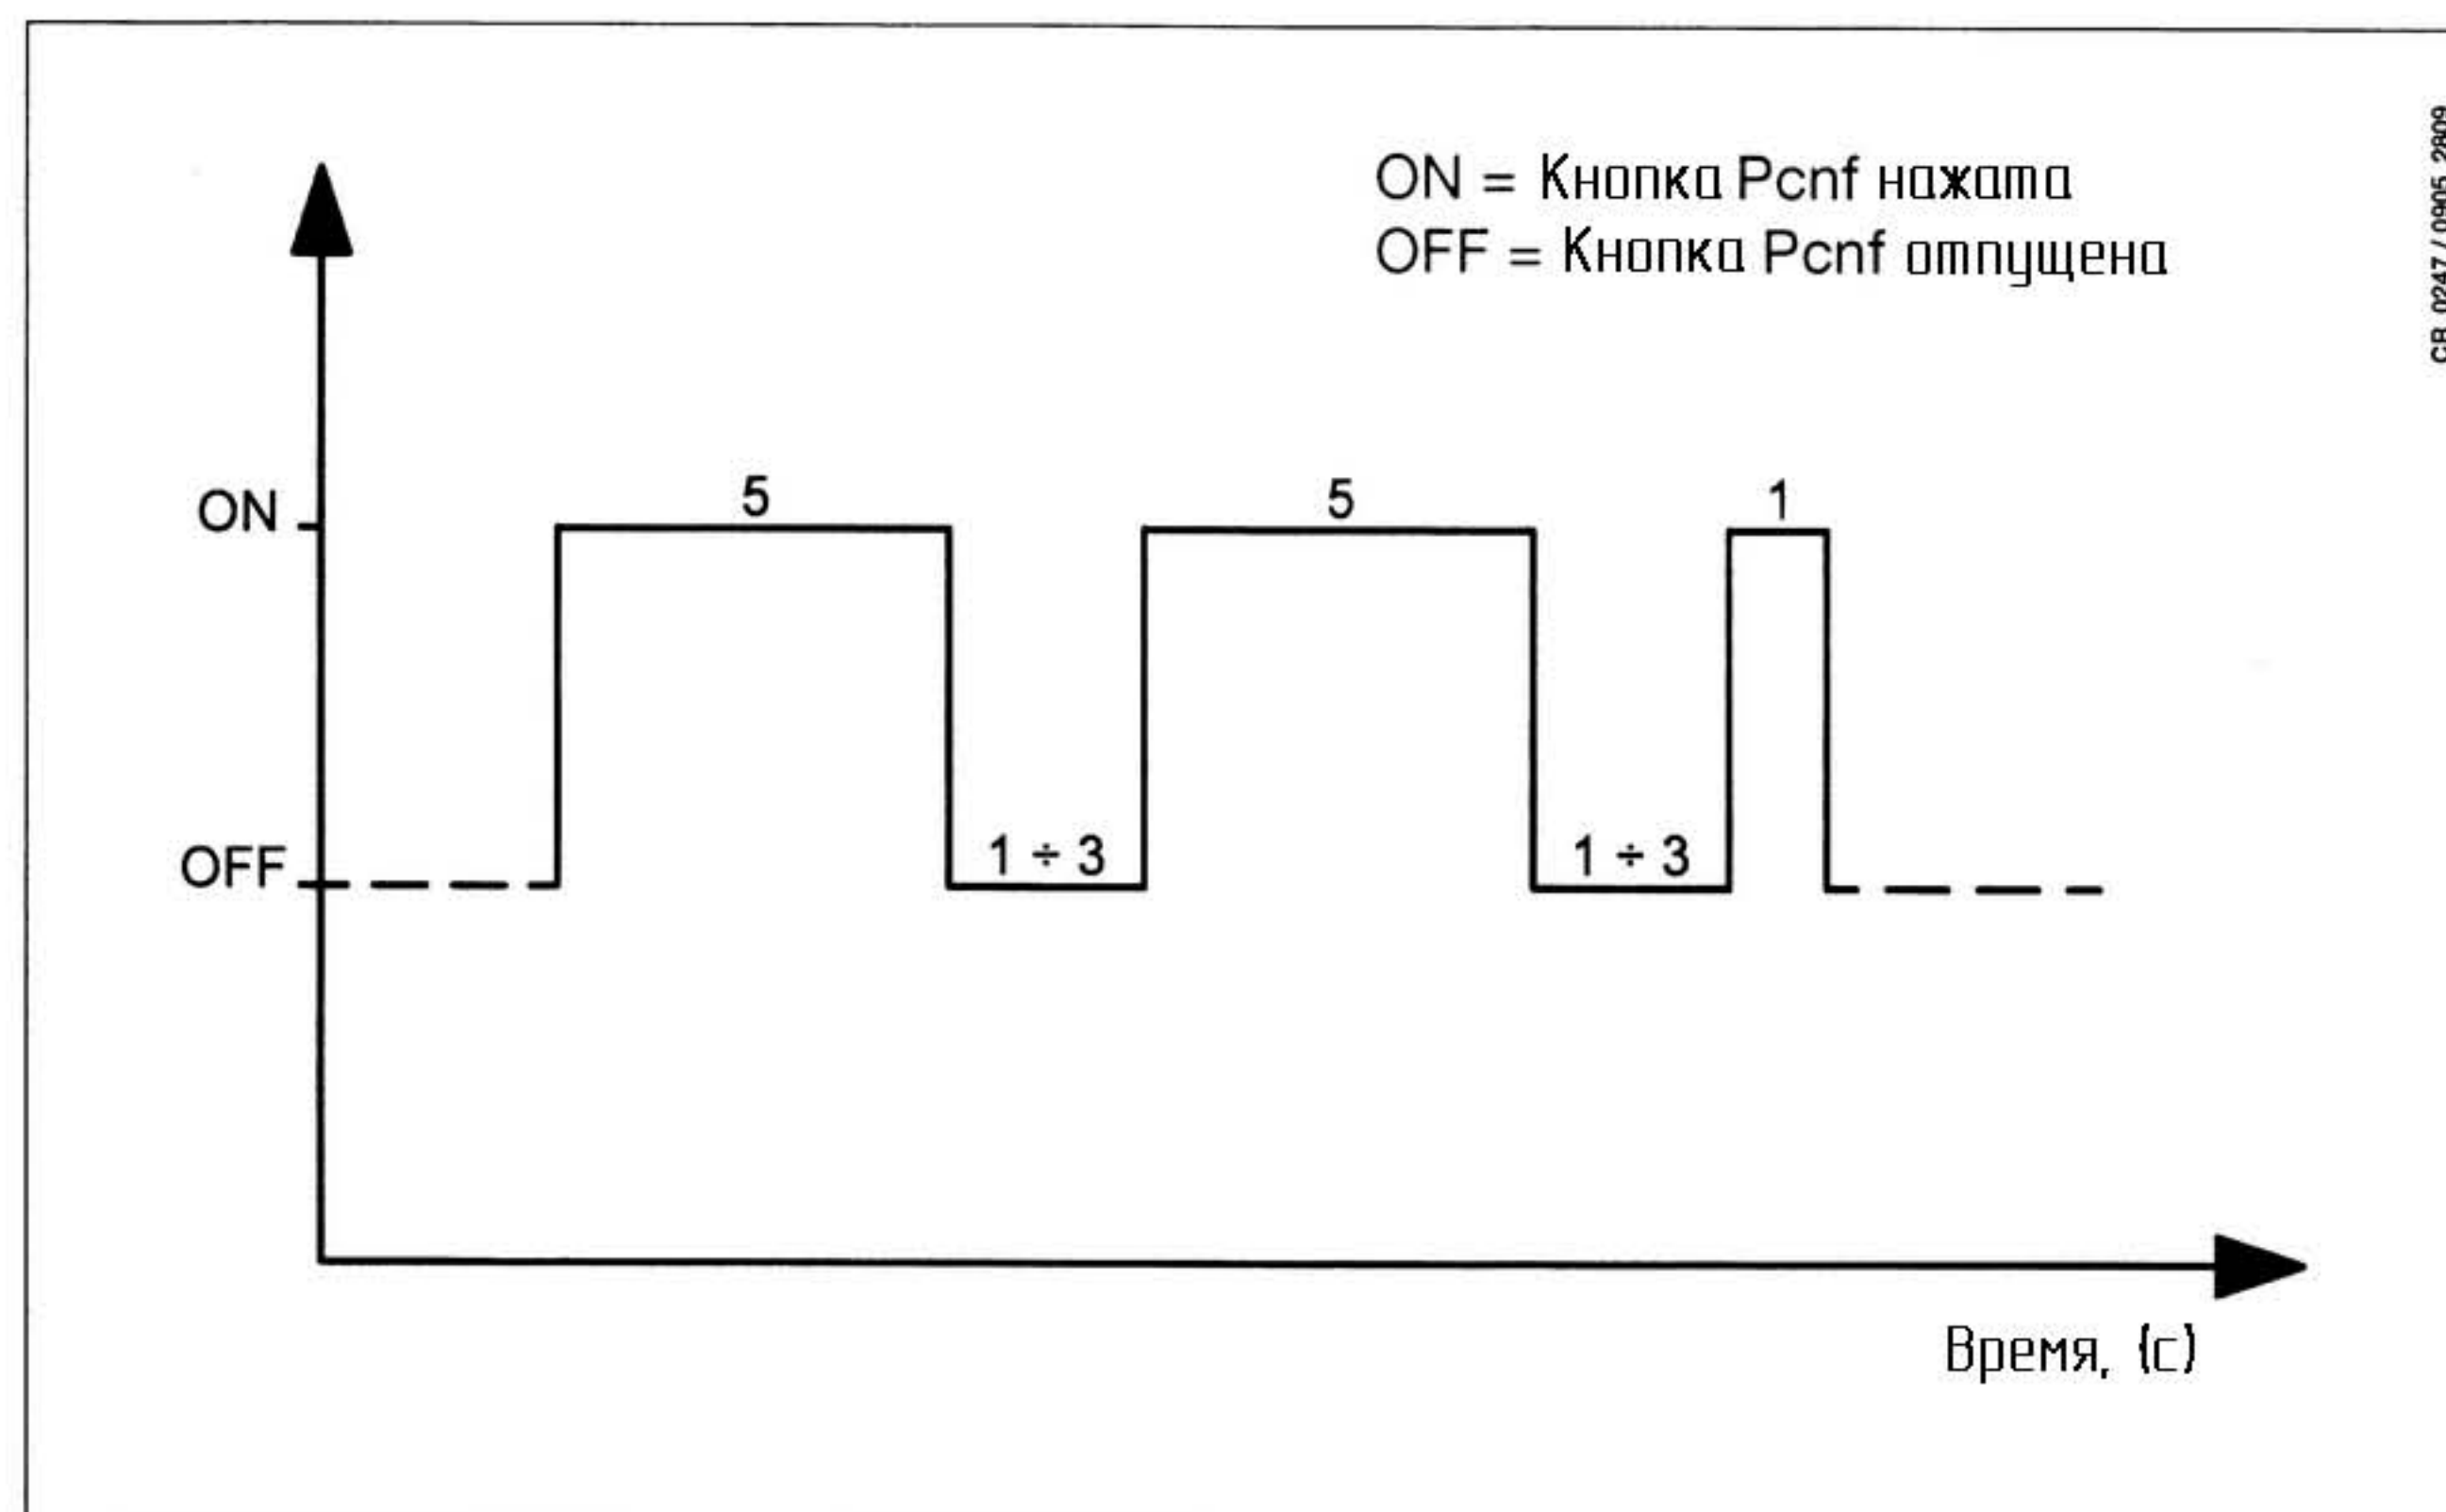 ON = Кнопка Pcnf нажата
OFF = Кнопка Pcnf отпущена
CB 0247 / 0905 2809
ON
5
5
1
OFF
1 ÷ 3
1 ÷ 3
Время, (с)